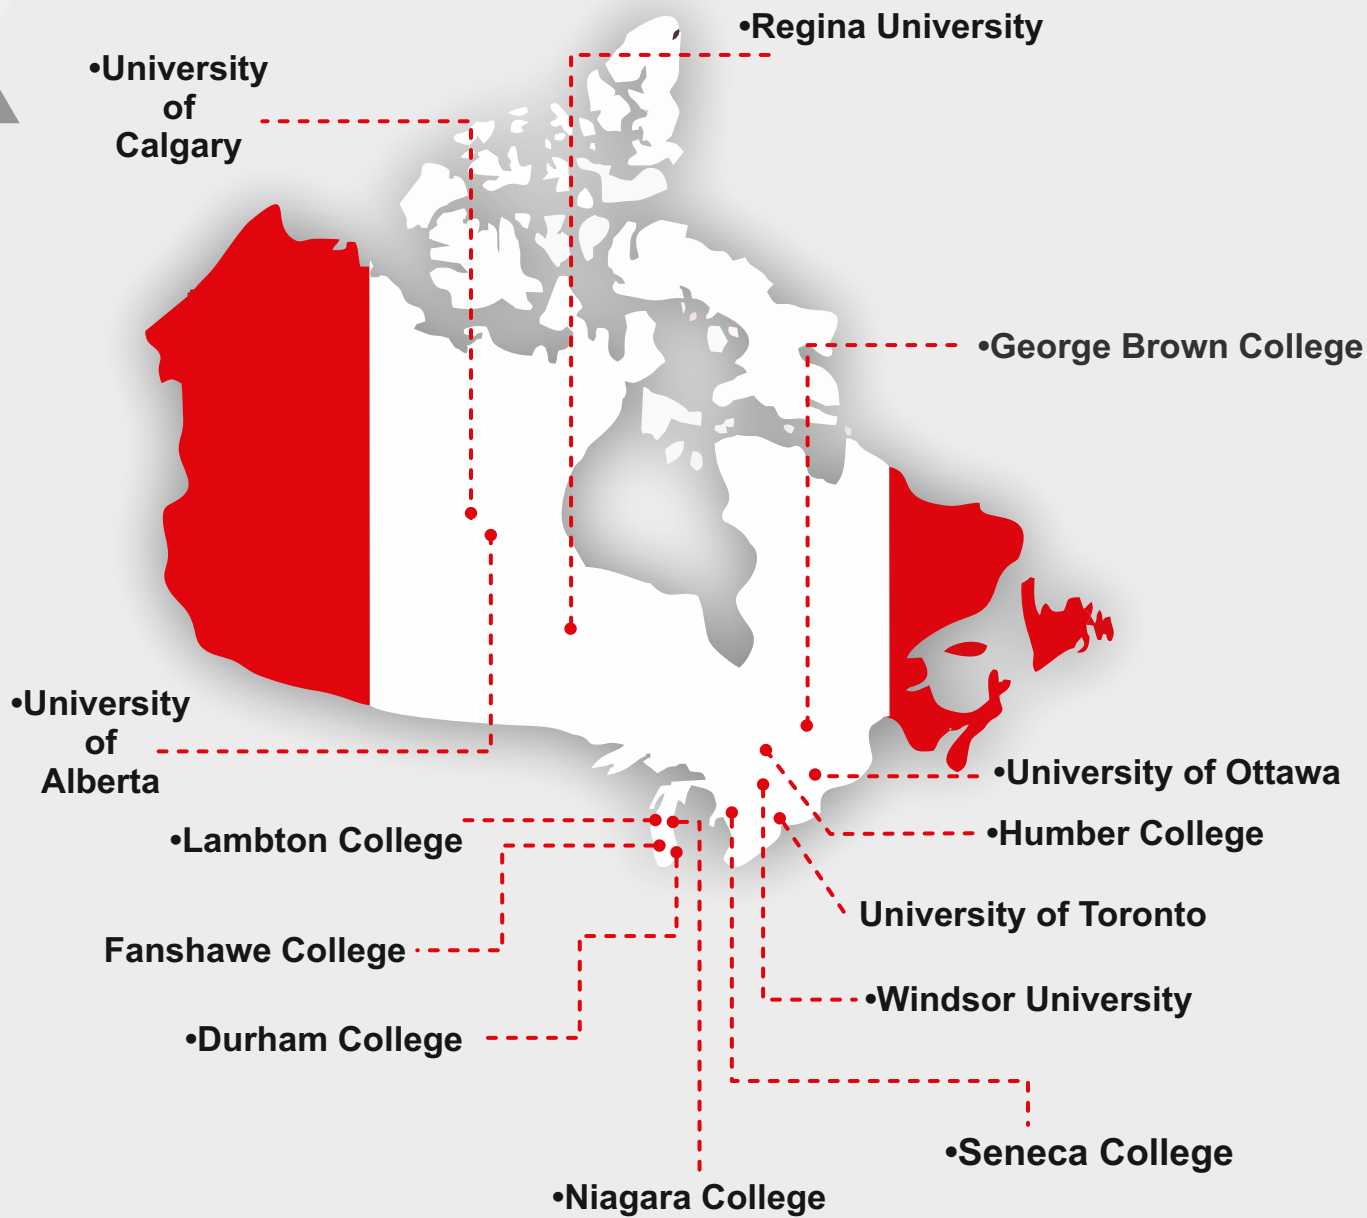 •Regina University
•University
of
Calgary
•George Brown College
•University
of
Alberta
•University of Ottawa
•Lambton College
•Humber College
University of Toronto
Fanshawe College
•Windsor University
•Durham College
•Seneca College
•Niagara College